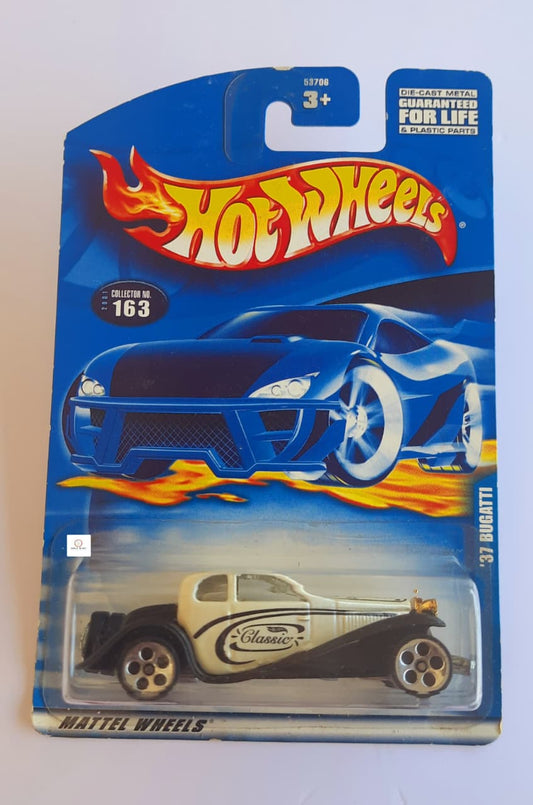 53706
3+
DIE-CAST METAL
GUARANTEED
FOR LIFE
& PLASTIC PARTS
HOT WHEELS®
2001
COLLECTOR NO.
163
'37 BUGATTI
Classic
MATTEL WHEELS®